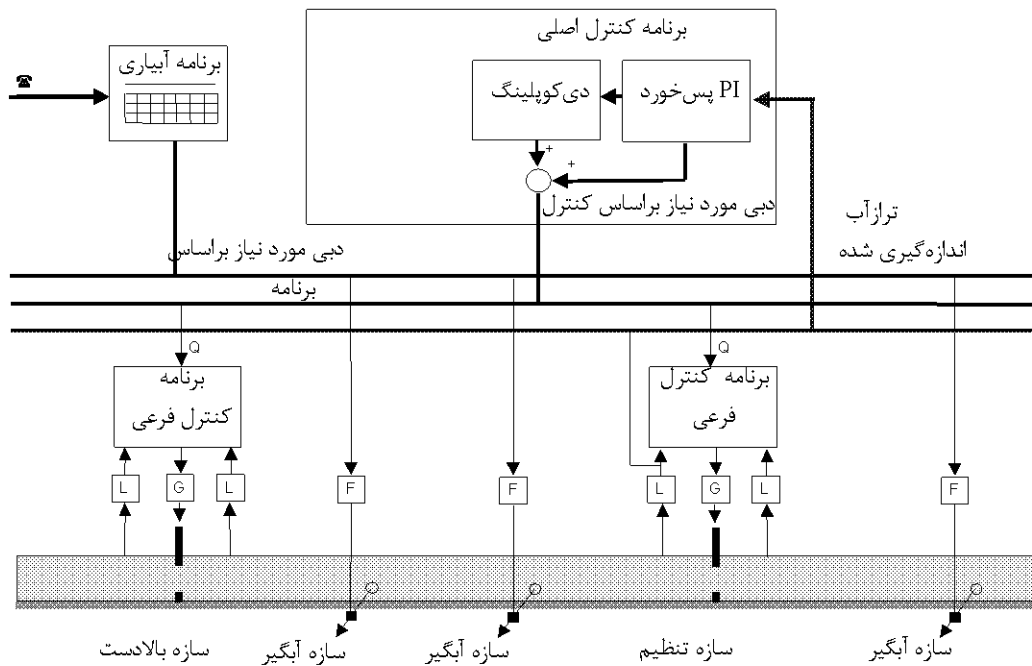 برنامه کنترل اصلی
برنامه آبیاری
PI پس‌خورد
دی‌کوپلینگ
+
+
دبی مورد نیاز براساس کنترل
ترازآب
اندازه‌گیری شده
دبی مورد نیاز براساس
برنامه
Q
Q
برنامه
کنترل فرعی
برنامه کنترل
فرعی
L
G
L
F
F
L
G
L
F
سازه بالادست
سازه آبگیر
سازه آبگیر
سازه تنظیم
سازه آبگیر